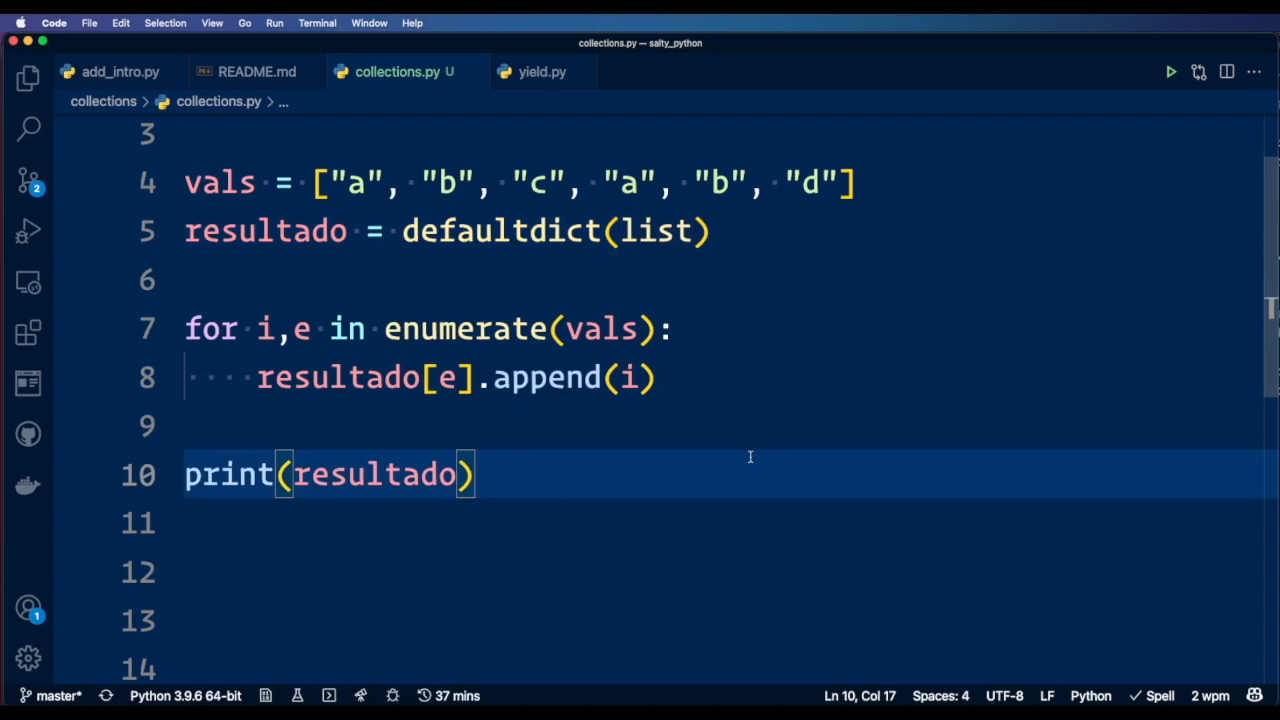 Code File Edit Selection View Go Run Terminal Window Help
collections.py — salty_python
add_intro.py README.md collections.py U yield.py
collections > collections.py > ...
3
4 vals = ["a", "b", "c", "a", "b", "d"]
5 resultado = defaultdict(list)
6
7 for i,e in enumerate(vals):
8 resultado[e].append(i)
9
10 print(resultado)
11
12
13
14
2
1
master* Python 3.9.6 64-bit 37 mins Ln 10, Col 17 Spaces: 4 UTF-8 LF Python Spell 2 wpm